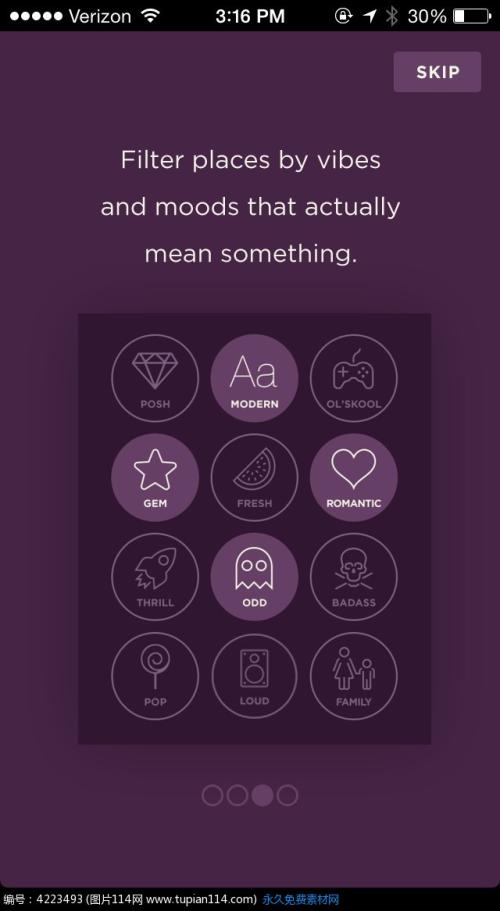 Verizon 3:16 PM 30%
SKIP
Filter places by vibes
and moods that actually
mean something.
POSH Aa MODERN OL'SKOOL
GEM FRESH ROMANTIC
THRILL ODD BADASS
POP LOUD FAMILY
编号：4223493 (图片114网 www.tupian114.com) 永久免费素材网